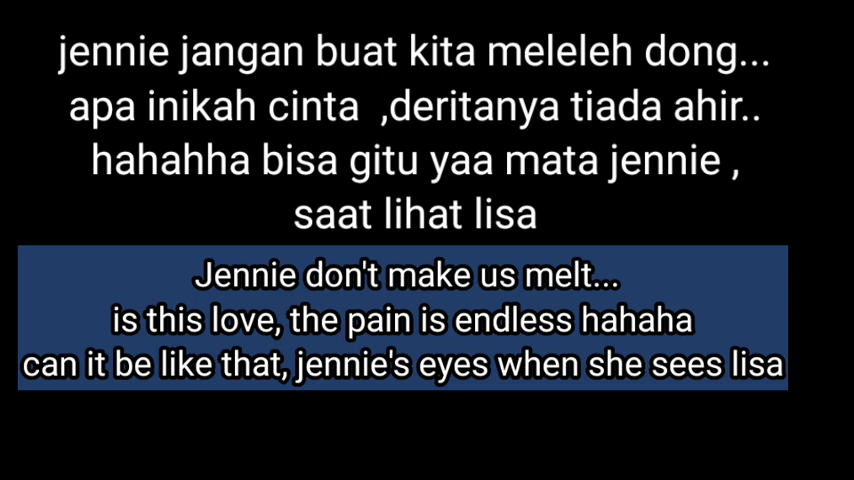 jennie jangan buat kita meleleh dong...
apa inikah cinta ,deritanya tiada ahir..
hahahha bisa gitu yaa mata jennie ,
saat lihat lisa
Jennie don't make us melt...
is this love, the pain is endless hahaha
can it be like that, jennie's eyes when she sees lisa